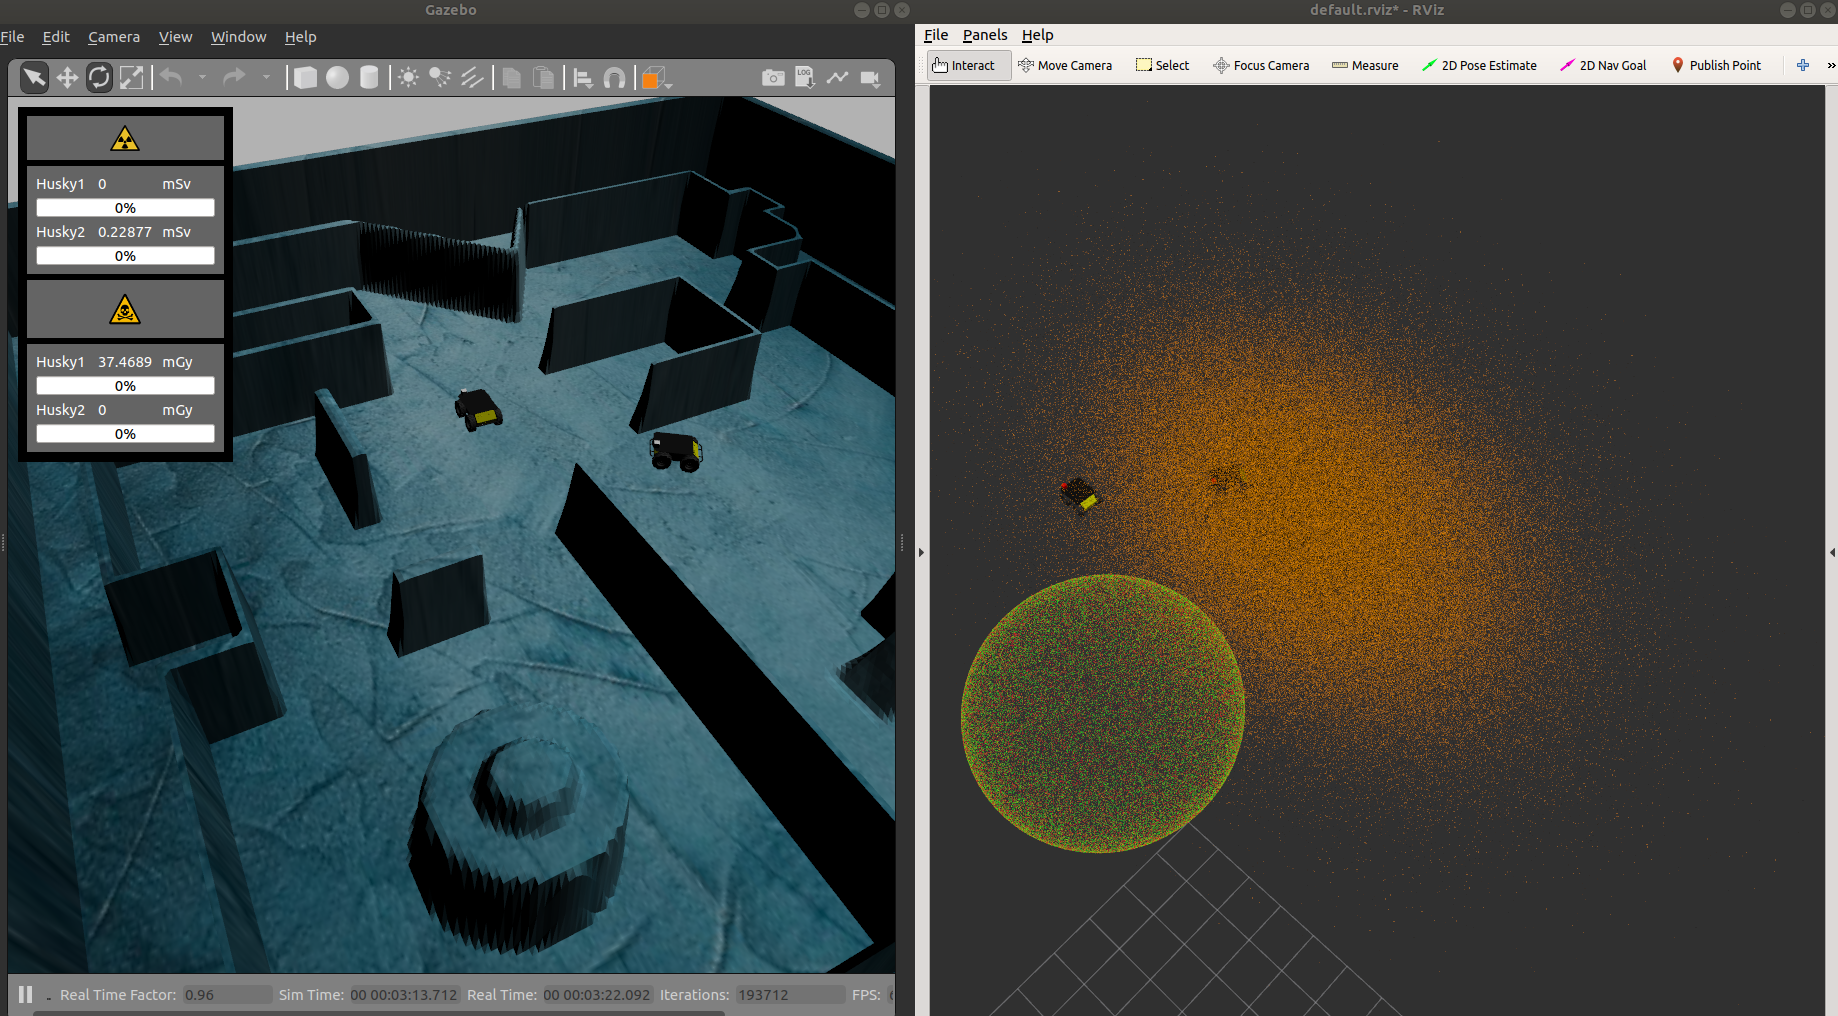 Gazebo
File Edit Camera View Window Help
LOG
Husky1 0 mSv
0%
Husky2 0.22877 mSv
0%
Husky1 37.4689 mGy
0%
Husky2 0 mGy
0%
Real Time Factor: 0.96 Sim Time: 00 00:03:13.712 Real Time: 00 00:03:22.092 Iterations: 193712 FPS:
default.rviz* - RViz
File Panels Help
Interact Move Camera Select Focus Camera Measure 2D Pose Estimate 2D Nav Goal Publish Point »